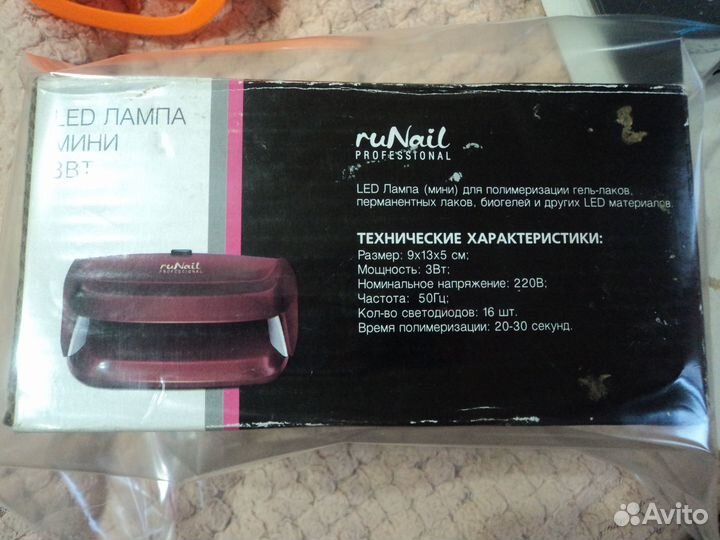 LED ЛАМПА
МИНИ
3ВТ
ruNail
PROFESSIONAL
LED Лампа (мини) для полимеризации гель-лаков,
перманентных лаков, биогелей и других LED материалов.
ТЕХНИЧЕСКИЕ ХАРАКТЕРИСТИКИ:
Размер: 9х13х5 см;
Мощность: 3Вт;
Номинальное напряжение: 220В;
Частота: 50Гц;
Кол-во светодиодов: 16 шт.
Время полимеризации: 20-30 секунд.
ruNail
PROFESSIONAL
Avito